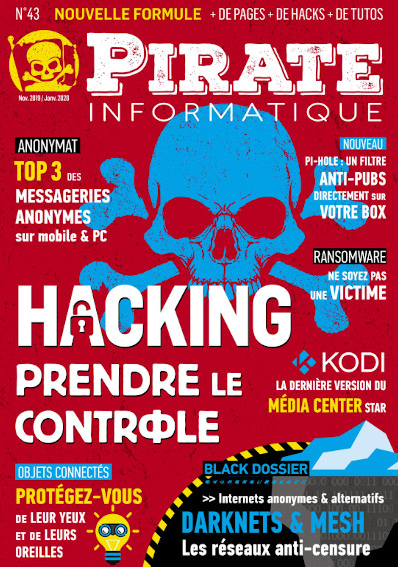 N°43 NOUVELLE FORMULE + DE PAGES + DE HACKS + DE TUTOS
Nov. 2019 / Janv. 2020
PIRATE
INFORMATIQUE
ANONYMAT
TOP 3 DES
MESSAGERIES
ANONYMES
sur mobile & PC
NOUVEAU
PI-HOLE : UN FILTRE
ANTI-PUBS
DIRECTEMENT SUR
VOTRE BOX
RANSOMWARE
NE SOYEZ PAS
UNE VICTIME
HACKING
PRENDRE LE
CONTRÔLE
KODI
LA DERNIÈRE VERSION DU
MÉDIA CENTER STAR
OBJETS CONNECTÉS
PROTÉGEZ-VOUS
DE LEUR YEUX
ET DE LEURS
OREILLES
BLACK DOSSIER
>> Internets anonymes & alternatifs
DARKNETS & MESH
Les réseaux anti-censure